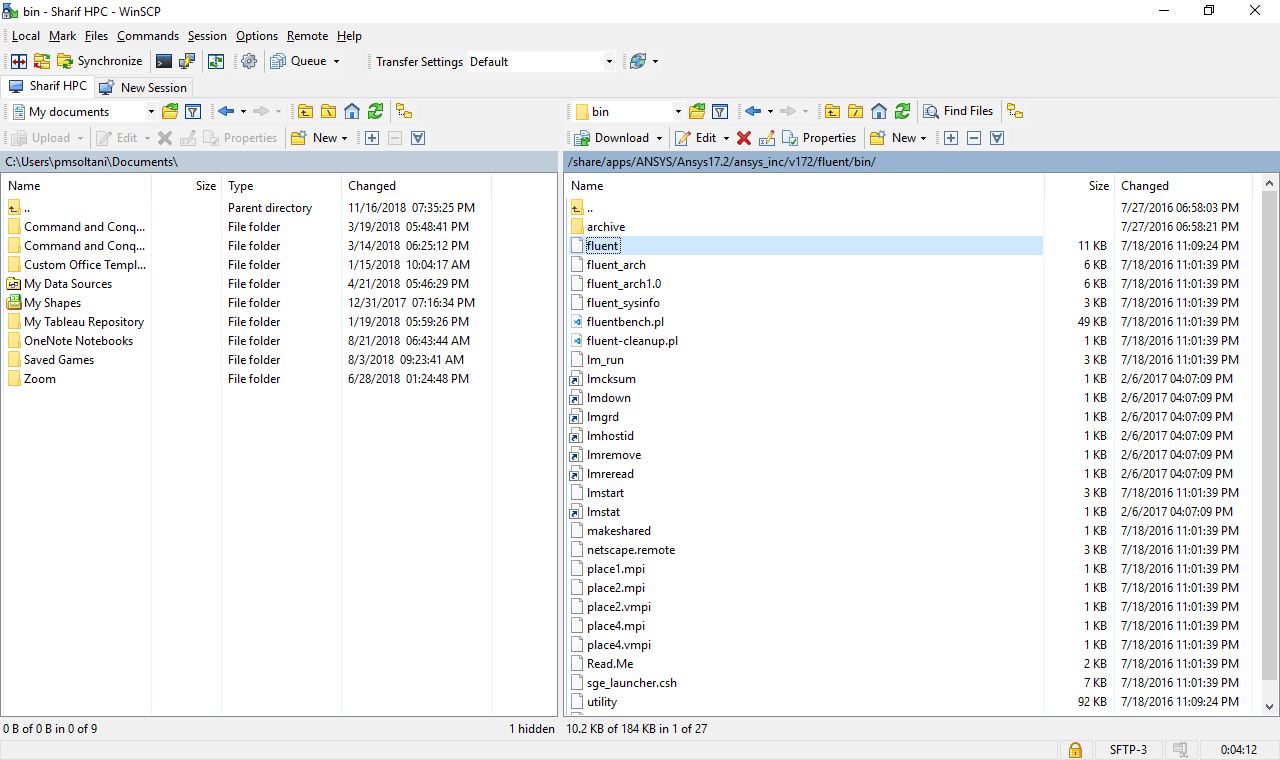 bin - Sharif HPC - WinSCP
Local Mark Files Commands Session Options Remote Help
Synchronize Queue Transfer Settings Default
Sharif HPC New Session
My documents bin Find Files
Upload Edit Properties New Download Edit Properties New
C:\Users\pmsoltani\Documents\ /share/apps/ANSYS/Ansys17.2/ansys_inc/v172/fluent/bin/
Name Size Type Changed
.. Parent directory 11/16/2018 07:35:25 PM
Command and Conq... File folder 3/19/2018 05:48:41 PM
Command and Conq... File folder 3/14/2018 06:25:12 PM
Custom Office Templ... File folder 1/15/2018 10:04:17 AM
My Data Sources File folder 4/21/2018 05:46:29 PM
My Shapes File folder 12/31/2017 07:16:34 PM
My Tableau Repository File folder 1/19/2018 05:59:26 PM
OneNote Notebooks File folder 8/21/2018 06:43:44 AM
Saved Games File folder 8/3/2018 09:23:41 AM
Zoom File folder 6/28/2018 01:24:48 PM
Name Size Changed
.. 7/27/2016 06:58:03 PM
archive 7/27/2016 06:58:21 PM
fluent 11 KB 7/18/2016 11:09:24 PM
fluent_arch 6 KB 7/18/2016 11:01:39 PM
fluent_arch1.0 6 KB 7/18/2016 11:01:39 PM
fluent_sysinfo 3 KB 7/18/2016 11:01:39 PM
fluentbench.pl 49 KB 7/18/2016 11:01:39 PM
fluent-cleanup.pl 1 KB 7/18/2016 11:01:39 PM
lm_run 3 KB 7/18/2016 11:01:39 PM
lmcksum 1 KB 2/6/2017 04:07:09 PM
lmdown 1 KB 2/6/2017 04:07:09 PM
lmgrd 1 KB 2/6/2017 04:07:09 PM
lmhostid 1 KB 2/6/2017 04:07:09 PM
lmremove 1 KB 2/6/2017 04:07:09 PM
lmreread 1 KB 2/6/2017 04:07:09 PM
lmstart 3 KB 7/18/2016 11:01:39 PM
lmstat 1 KB 2/6/2017 04:07:09 PM
makeshared 1 KB 7/18/2016 11:01:39 PM
netscape.remote 3 KB 7/18/2016 11:01:39 PM
place1.mpi 1 KB 7/18/2016 11:01:39 PM
place2.mpi 1 KB 7/18/2016 11:01:39 PM
place2.vmpi 1 KB 7/18/2016 11:01:39 PM
place4.mpi 1 KB 7/18/2016 11:01:39 PM
place4.vmpi 1 KB 7/18/2016 11:01:39 PM
Read.Me 2 KB 7/18/2016 11:01:39 PM
sge_launcher.csh 7 KB 7/18/2016 11:01:39 PM
utility 92 KB 7/18/2016 11:09:24 PM
0 B of 0 B in 0 of 9 1 hidden 10.2 KB of 184 KB in 1 of 27
SFTP-3 0:04:12